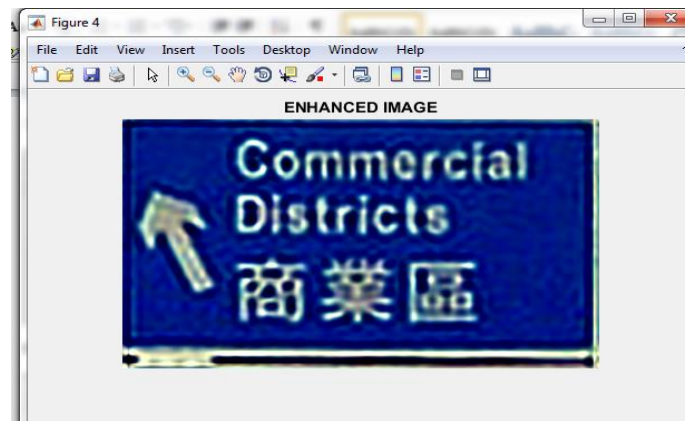 Figure 4
File Edit View Insert Tools Desktop Window Help
ENHANCED IMAGE
Commercial
Districts
商業區